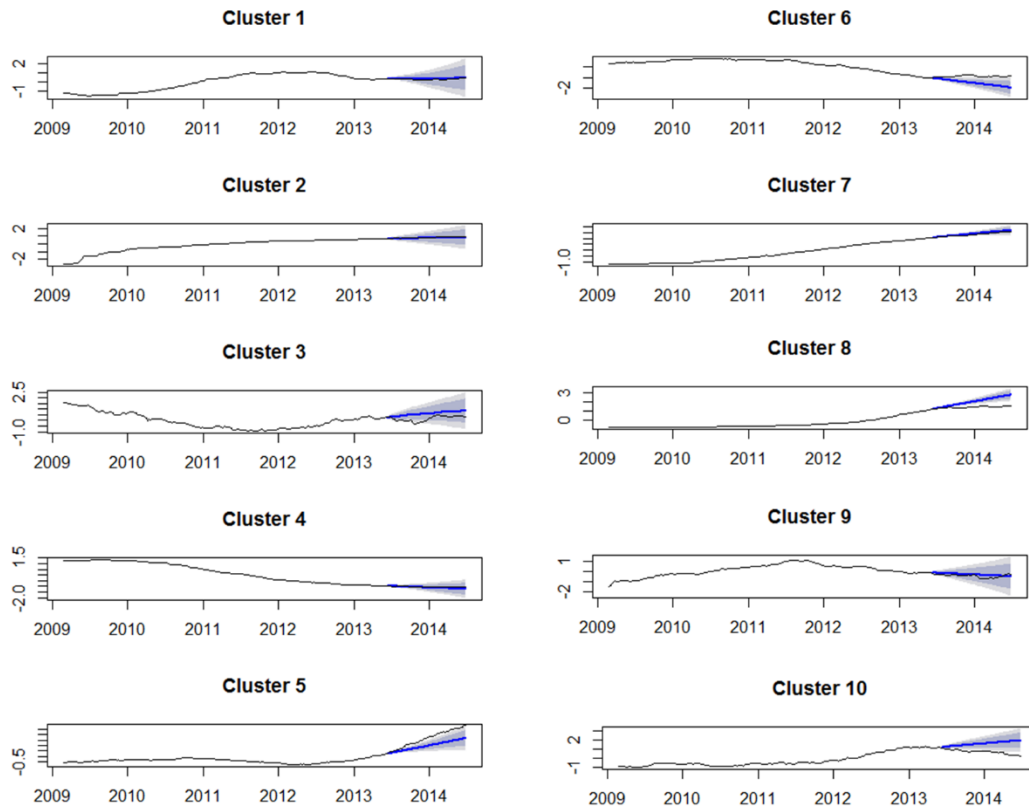 Cluster 1
2
-1
2009 2010 2011 2012 2013 2014
Cluster 2
2
-2
2009 2010 2011 2012 2013 2014
Cluster 3
2.5
-1.0
2009 2010 2011 2012 2013 2014
Cluster 4
1.5
-2.0
2009 2010 2011 2012 2013 2014
Cluster 5
-0.5
2009 2010 2011 2012 2013 2014
Cluster 6
-2
2009 2010 2011 2012 2013 2014
Cluster 7
-1.0
2009 2010 2011 2012 2013 2014
Cluster 8
3
0
2009 2010 2011 2012 2013 2014
Cluster 9
1
-2
2009 2010 2011 2012 2013 2014
Cluster 10
2
-1
2009 2010 2011 2012 2013 2014